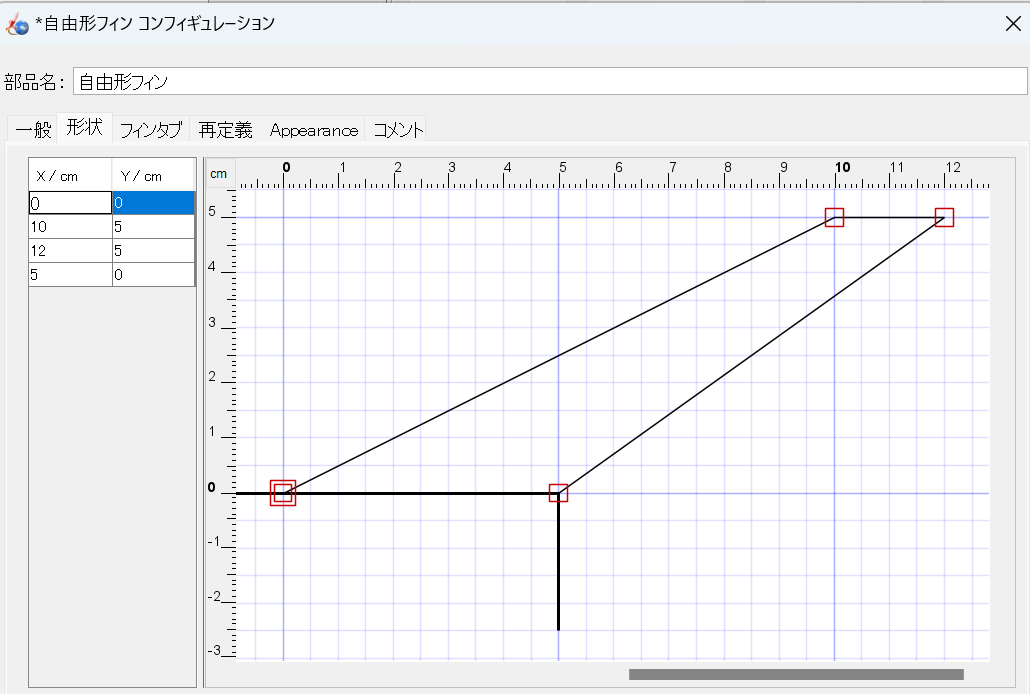 *自由形フィン コンフィギュレーション
部品名： 自由形フィン
一般 形状 フィンタブ 再定義 Appearance コメント
X / cm Y / cm
0 0
10 5
12 5
5 0
cm 0 1 2 3 4 5 6 7 8 9 10 11 12
5
4
3
2
1
0
-1
-2
-3